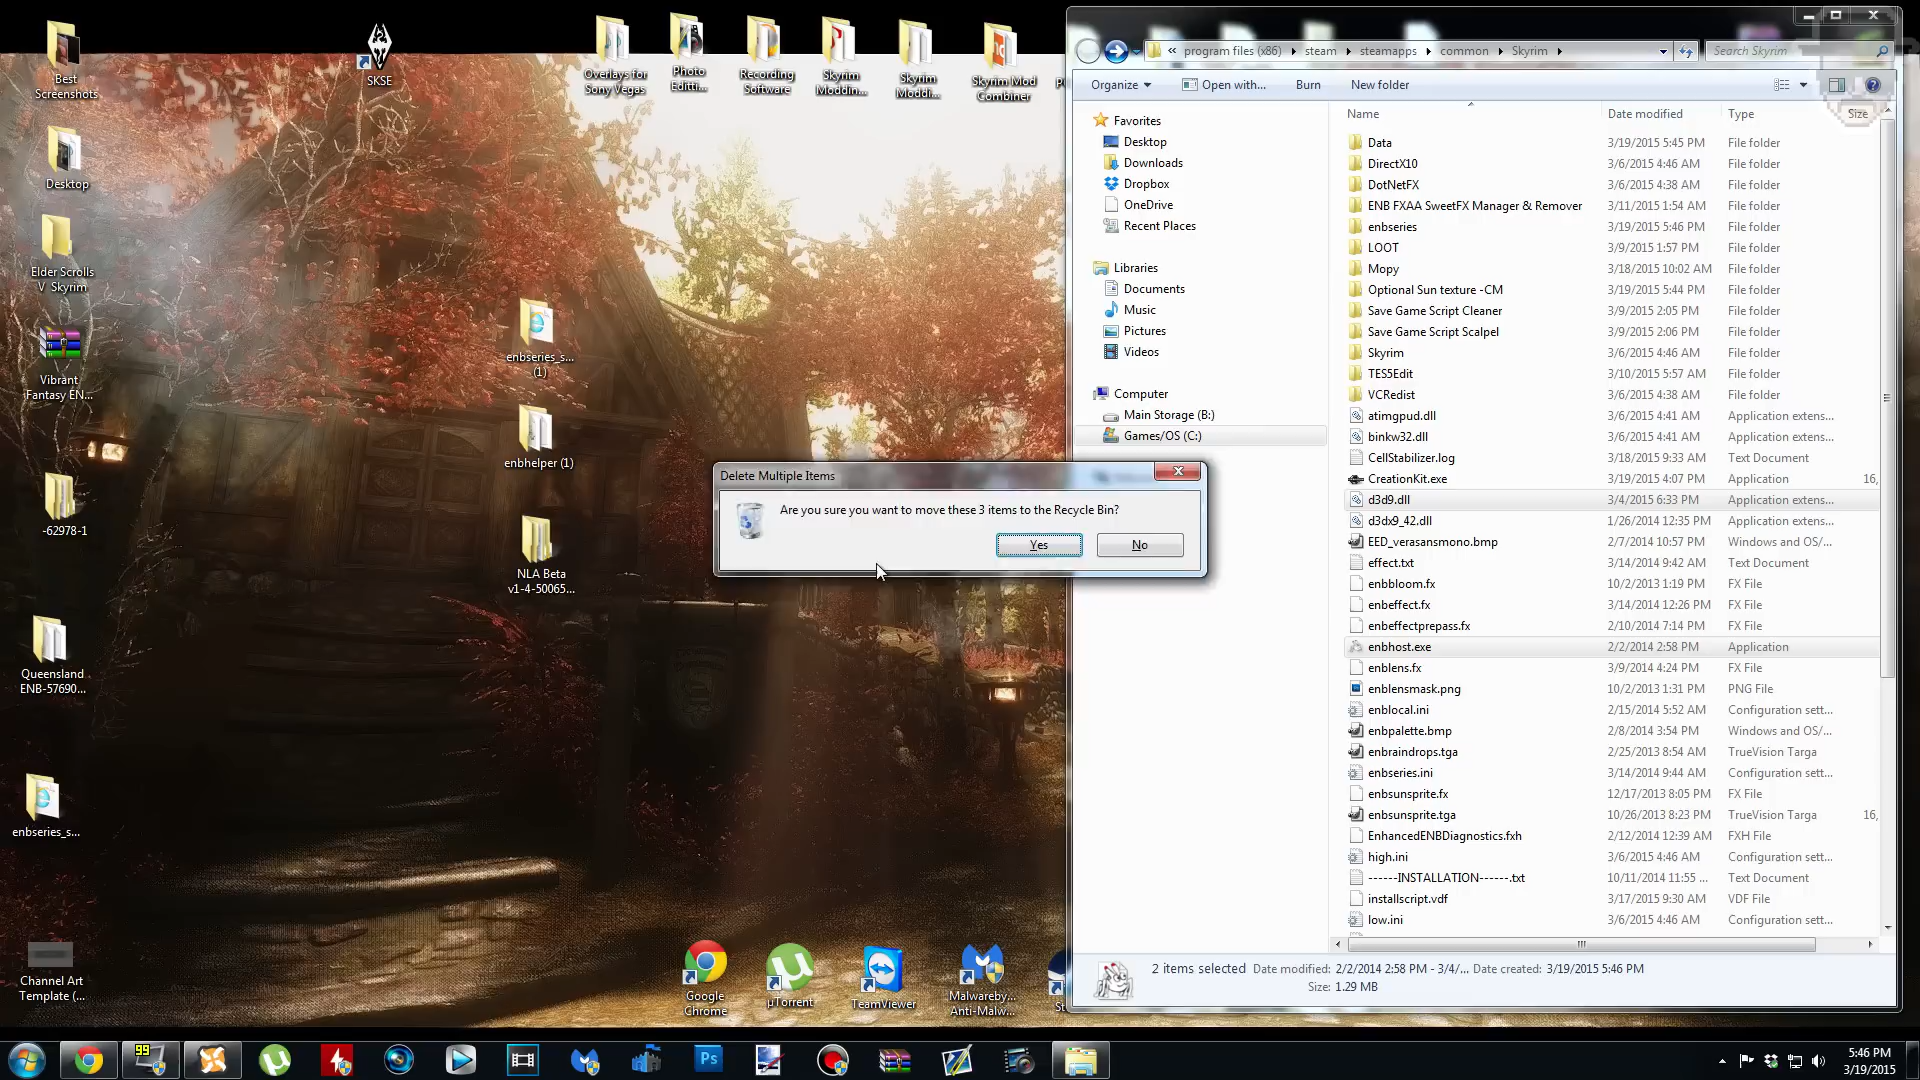 Best
Screenshots
SKSE
Overlays for
Sony Vegas
Photo
Editti...
Recording
Software
Skyrim
Moddin...
Skyrim
Moddi...
Skyrim Mod
Combiner
Desktop
Elder Scrolls
V Skyrim
Vibrant
Fantasy EN...
-62978-1
Queensland
ENB-57690...
enbseries_s...
Channel Art
Template (...
enbseries_s...
(1)
enbhelper (1)
NLA Beta
v1-4-50065...
Google
Chrome
µTorrent
TeamViewer
Malwareby...
Anti-Malw...
« program files (x86) steam steamapps common Skyrim
Search Skyrim
Organize Open with... Burn New folder
Favorites
Desktop
Downloads
Dropbox
OneDrive
Recent Places
Libraries
Documents
Music
Pictures
Videos
Computer
Main Storage (B:)
Games/OS (C:)
Name Date modified Type Size
Data 3/19/2015 5:45 PM File folder
DirectX10 3/6/2015 4:46 AM File folder
DotNetFX 3/6/2015 4:38 AM File folder
ENB FXAA SweetFX Manager & Remover 3/11/2015 1:54 AM File folder
enbseries 3/19/2015 5:46 PM File folder
LOOT 3/9/2015 1:57 PM File folder
Mopy 3/18/2015 10:02 AM File folder
Optional Sun texture -CM 3/19/2015 5:44 PM File folder
Save Game Script Cleaner 3/9/2015 2:05 PM File folder
Save Game Script Scalpel 3/9/2015 2:06 PM File folder
Skyrim 3/6/2015 4:46 AM File folder
TES5Edit 3/10/2015 5:57 AM File folder
VCRedist 3/6/2015 4:38 AM File folder
atimgpud.dll 3/6/2015 4:41 AM Application extens...
binkw32.dll 3/6/2015 4:41 AM Application extens...
CellStabilizer.log 3/18/2015 9:33 AM Text Document
CreationKit.exe 3/19/2015 4:07 PM Application 16,
d3d9.dll 3/4/2015 6:33 PM Application extens...
d3dx9_42.dll 1/26/2014 12:35 PM Application extens...
EED_verasansmono.bmp 2/7/2014 10:57 PM Windows and OS/...
effect.txt 3/14/2014 9:42 AM Text Document
enbbloom.fx 10/2/2013 1:19 PM FX File
enbeffect.fx 3/14/2014 12:26 PM FX File
enbeffectprepass.fx 2/10/2014 7:14 PM FX File
enbhost.exe 2/2/2014 2:58 PM Application
enblens.fx 3/9/2014 4:24 PM FX File
enblensmask.png 10/2/2013 1:31 PM PNG File
enblocal.ini 2/15/2014 5:52 AM Configuration sett...
enbpalette.bmp 2/8/2014 3:54 PM Windows and OS/...
enbraindrops.tga 2/25/2013 8:54 AM TrueVision Targa
enbseries.ini 3/14/2014 9:44 AM Configuration sett...
enbsunsprite.fx 12/17/2013 8:05 PM FX File
enbsunsprite.tga 10/26/2013 8:23 PM TrueVision Targa 16,
EnhancedENBDiagnostics.fxh 2/12/2014 12:39 AM FXH File
high.ini 3/6/2015 4:46 AM Configuration sett...
------INSTALLATION------.txt 10/11/2014 11:55 ... Text Document
installscript.vdf 3/17/2015 9:30 AM VDF File
low.ini 3/6/2015 4:46 AM Configuration sett...
2 items selected Date modified: 2/2/2014 2:58 PM - 3/4/... Date created: 3/19/2015 5:46 PM
Size: 1.29 MB
Delete Multiple Items
Are you sure you want to move these 3 items to the Recycle Bin?
Yes No
99
Ps
5:46 PM
3/19/2015